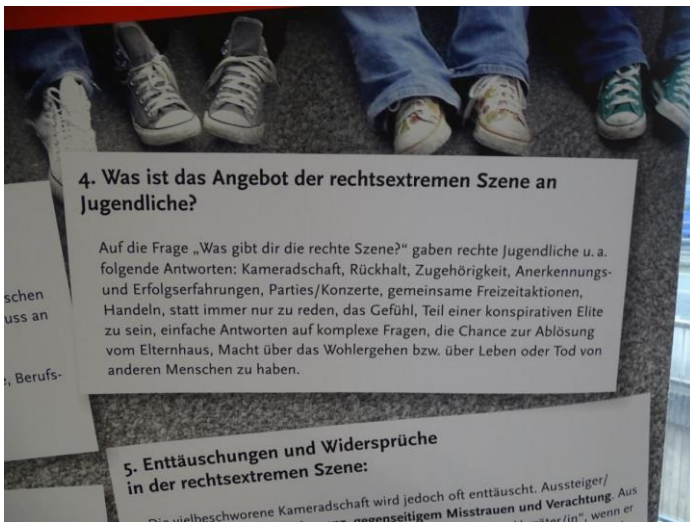 4. Was ist das Angebot der rechtsextremen Szene an
Jugendliche?
Auf die Frage „Was gibt dir die rechte Szene?“ gaben rechte Jugendliche u. a.
folgende Antworten: Kameradschaft, Rückhalt, Zugehörigkeit, Anerkennungs-
und Erfolgserfahrungen, Parties/Konzerte, gemeinsame Freizeitaktionen,
Handeln, statt immer nur zu reden, das Gefühl, Teil einer konspirativen Elite
zu sein, einfache Antworten auf komplexe Fragen, die Chance zur Ablösung
vom Elternhaus, Macht über das Wohlergehen bzw. über Leben oder Tod von
anderen Menschen zu haben.
schen
uss an
, Berufs-
5. Enttäuschungen und Widersprüche
in der rechtsextremen Szene:
vielbeschworene Kameradschaft wird jedoch oft enttäuscht. Aussteiger/
gegenseitigem Misstrauen und Verachtung. Aus
wenn er